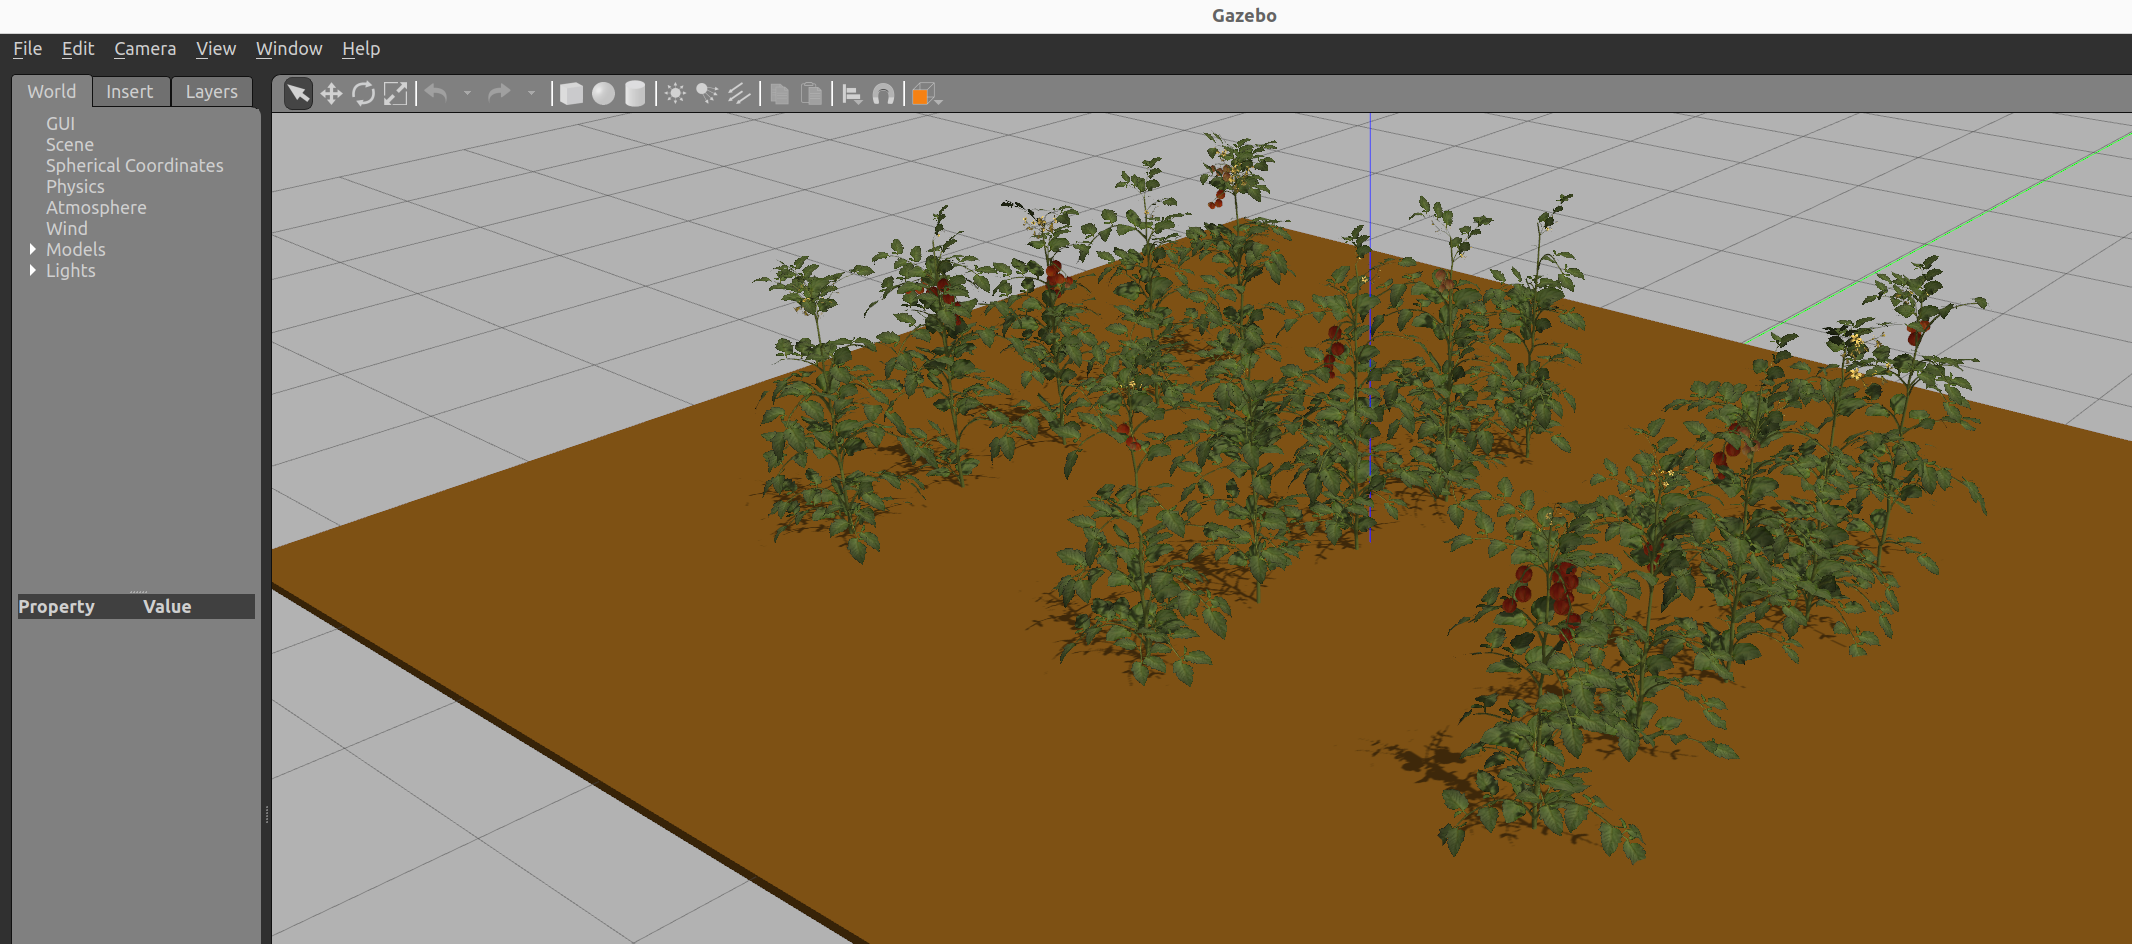 Gazebo
File Edit Camera View Window Help
World Insert Layers
GUI
Scene
Spherical Coordinates
Physics
Atmosphere
Wind
Models
Lights
Property Value